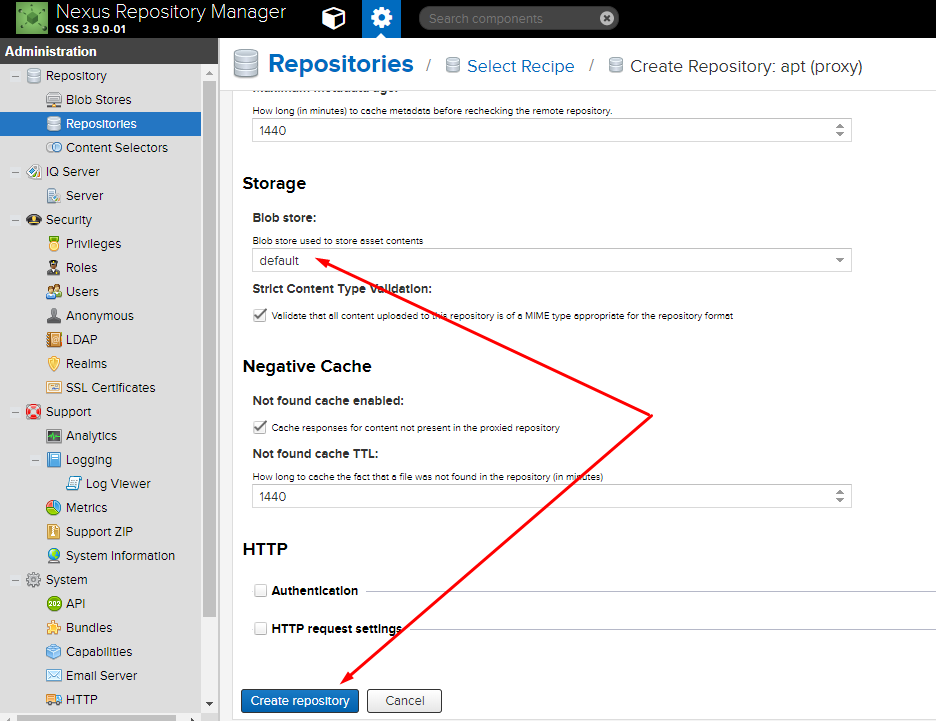 Nexus Repository Manager
OSS 3.9.0-01
Search components
Administration
Repository
Blob Stores
Repositories
Content Selectors
IQ Server
Server
Security
Privileges
Roles
Users
Anonymous
LDAP
Realms
SSL Certificates
Support
Analytics
Logging
Log Viewer
Metrics
Support ZIP
System Information
System
202
API
Bundles
Capabilities
Email Server
HTTP
Repositories / Select Recipe / Create Repository: apt (proxy)
Maximum metadata age:
How long (in minutes) to cache metadata before rechecking the remote repository.
1440
Storage
Blob store:
Blob store used to store asset contents
default
Strict Content Type Validation:
Validate that all content uploaded to this repository is of a MIME type appropriate for the repository format
Negative Cache
Not found cache enabled:
Cache responses for content not present in the proxied repository
Not found cache TTL:
How long to cache the fact that a file was not found in the repository (in minutes)
1440
HTTP
Authentication
HTTP request settings
Create repository
Cancel